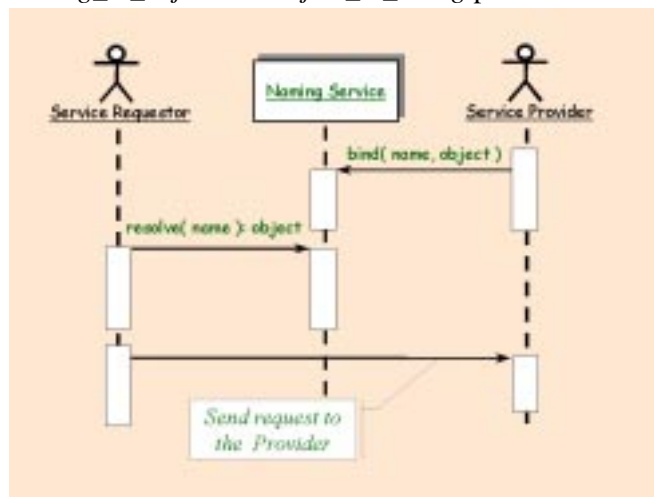 Service Requestor
Naming Service
Service Provider
bind( name, object )
resolve( name ): object
Send request to
the Provider